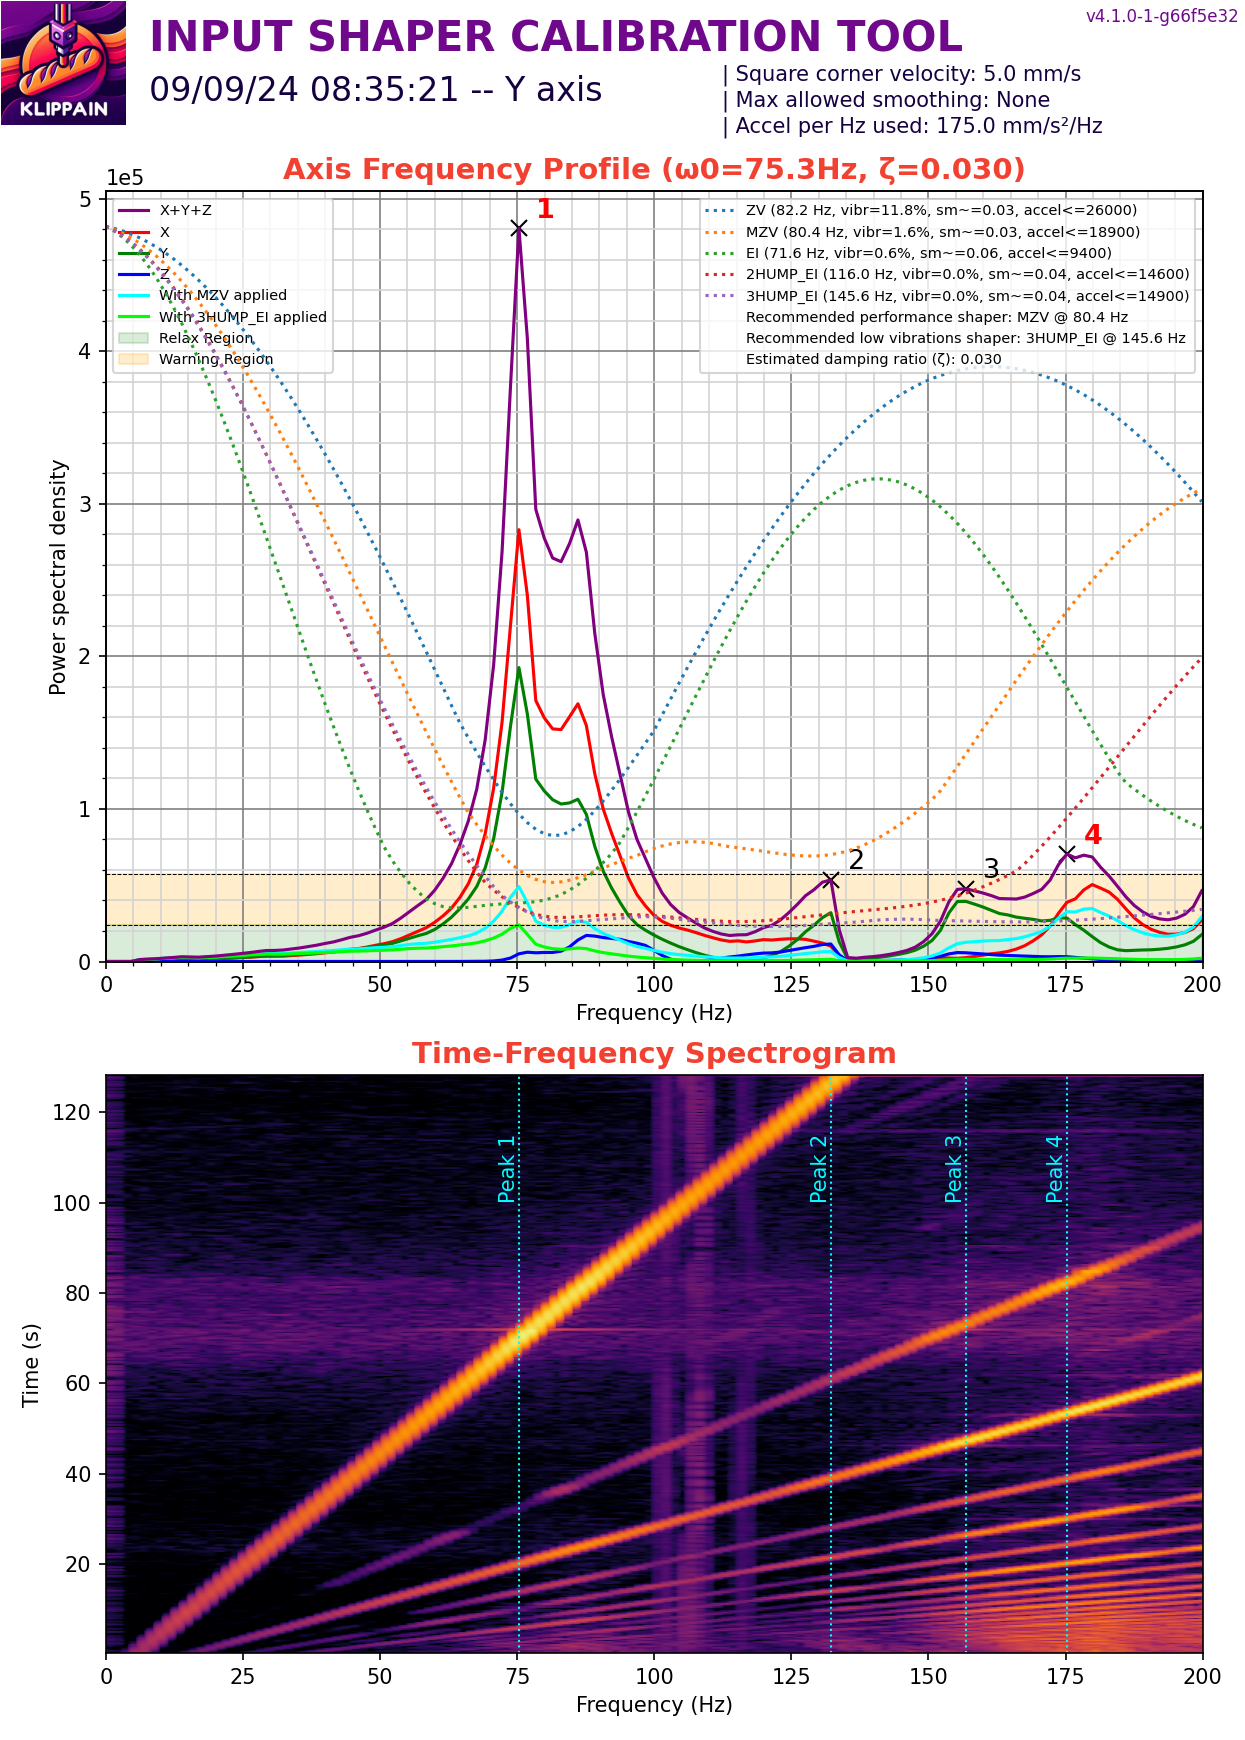 v4.1.0-1-g66f5e32
INPUT SHAPER CALIBRATION TOOL
09/09/24 08:35:21 -- Y axis
| Square corner velocity: 5.0 mm/s
| Max allowed smoothing: None
| Accel per Hz used: 175.0 mm/s²/Hz
KLIPPAIN
Axis Frequency Profile (ω0=75.3Hz, ζ=0.030)
1e5
5
4
3
2
1
0
Power spectral density
X+Y+Z
X
Y
Z
With MZV applied
With 3HUMP_EI applied
Relax Region
Warning Region
ZV (82.2 Hz, vibr=11.8%, sm~=0.03, accel<=26000)
MZV (80.4 Hz, vibr=1.6%, sm~=0.03, accel<=18900)
EI (71.6 Hz, vibr=0.6%, sm~=0.06, accel<=9400)
2HUMP_EI (116.0 Hz, vibr=0.0%, sm~=0.04, accel<=14600)
3HUMP_EI (145.6 Hz, vibr=0.0%, sm~=0.04, accel<=14900)
Recommended performance shaper: MZV @ 80.4 Hz
Recommended low vibrations shaper: 3HUMP_EI @ 145.6 Hz
Estimated damping ratio (ζ): 0.030
1
2
3
4
0 25 50 75 100 125 150 175 200
Frequency (Hz)
Time-Frequency Spectrogram
120
100
80
60
40
20
Time (s)
Peak 1
Peak 2
Peak 3
Peak 4
0 25 50 75 100 125 150 175 200
Frequency (Hz)